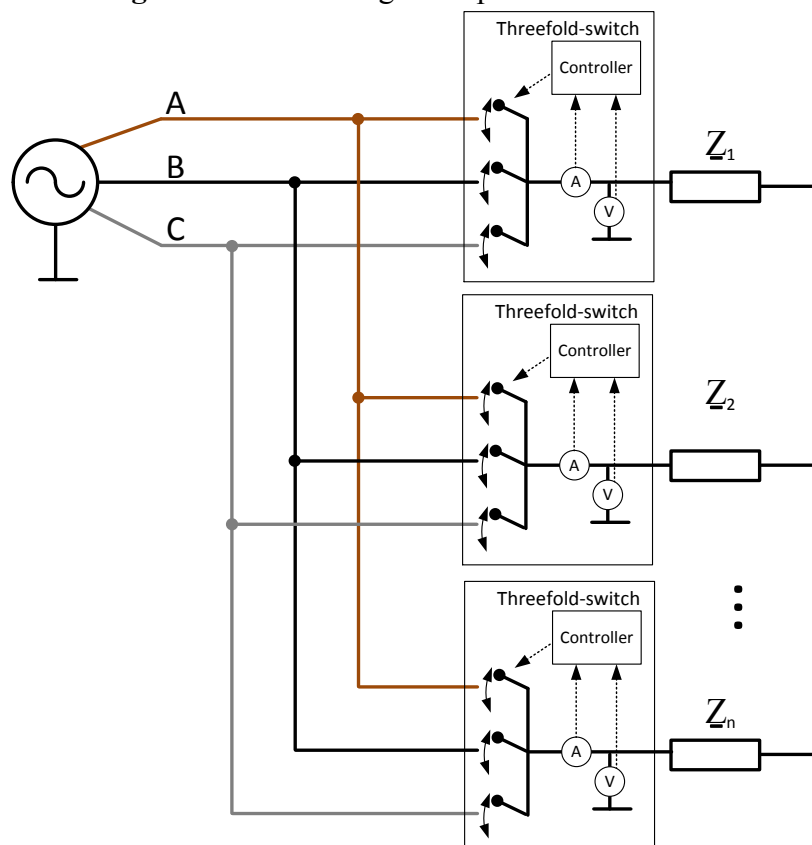 Threefold-switch
Controller
A
B
C
A
V
Z1
Threefold-switch
Controller
A
V
Z2
Threefold-switch
Controller
A
V
Zn